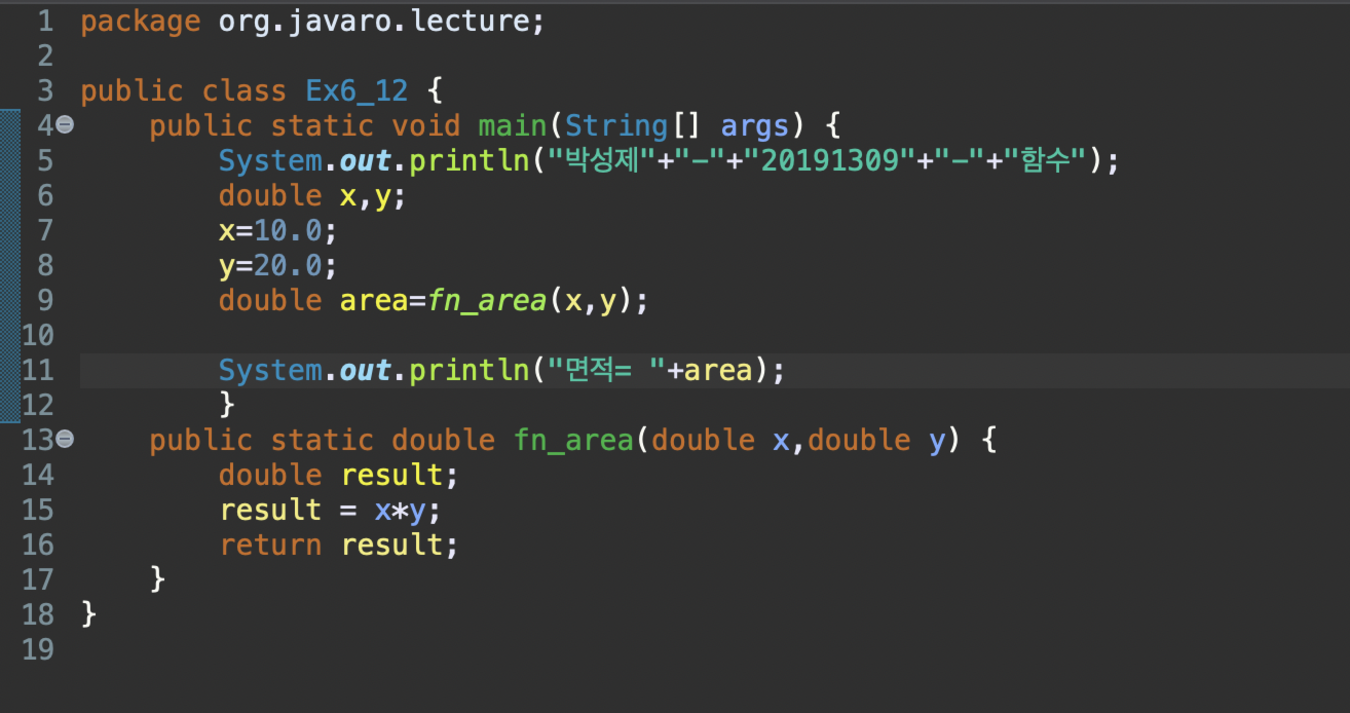 1 package org.javaro.lecture;
2
3 public class Ex6_12 {
4 public static void main(String[] args) {
5 System.out.println("박성제"+"-"+"20191309"+"-"+"함수");
6 double x,y;
7 x=10.0;
8 y=20.0;
9 double area=fn_area(x,y);
10
11 System.out.println("면적= "+area);
12 }
13 public static double fn_area(double x,double y) {
14 double result;
15 result = x*y;
16 return result;
17 }
18 }
19